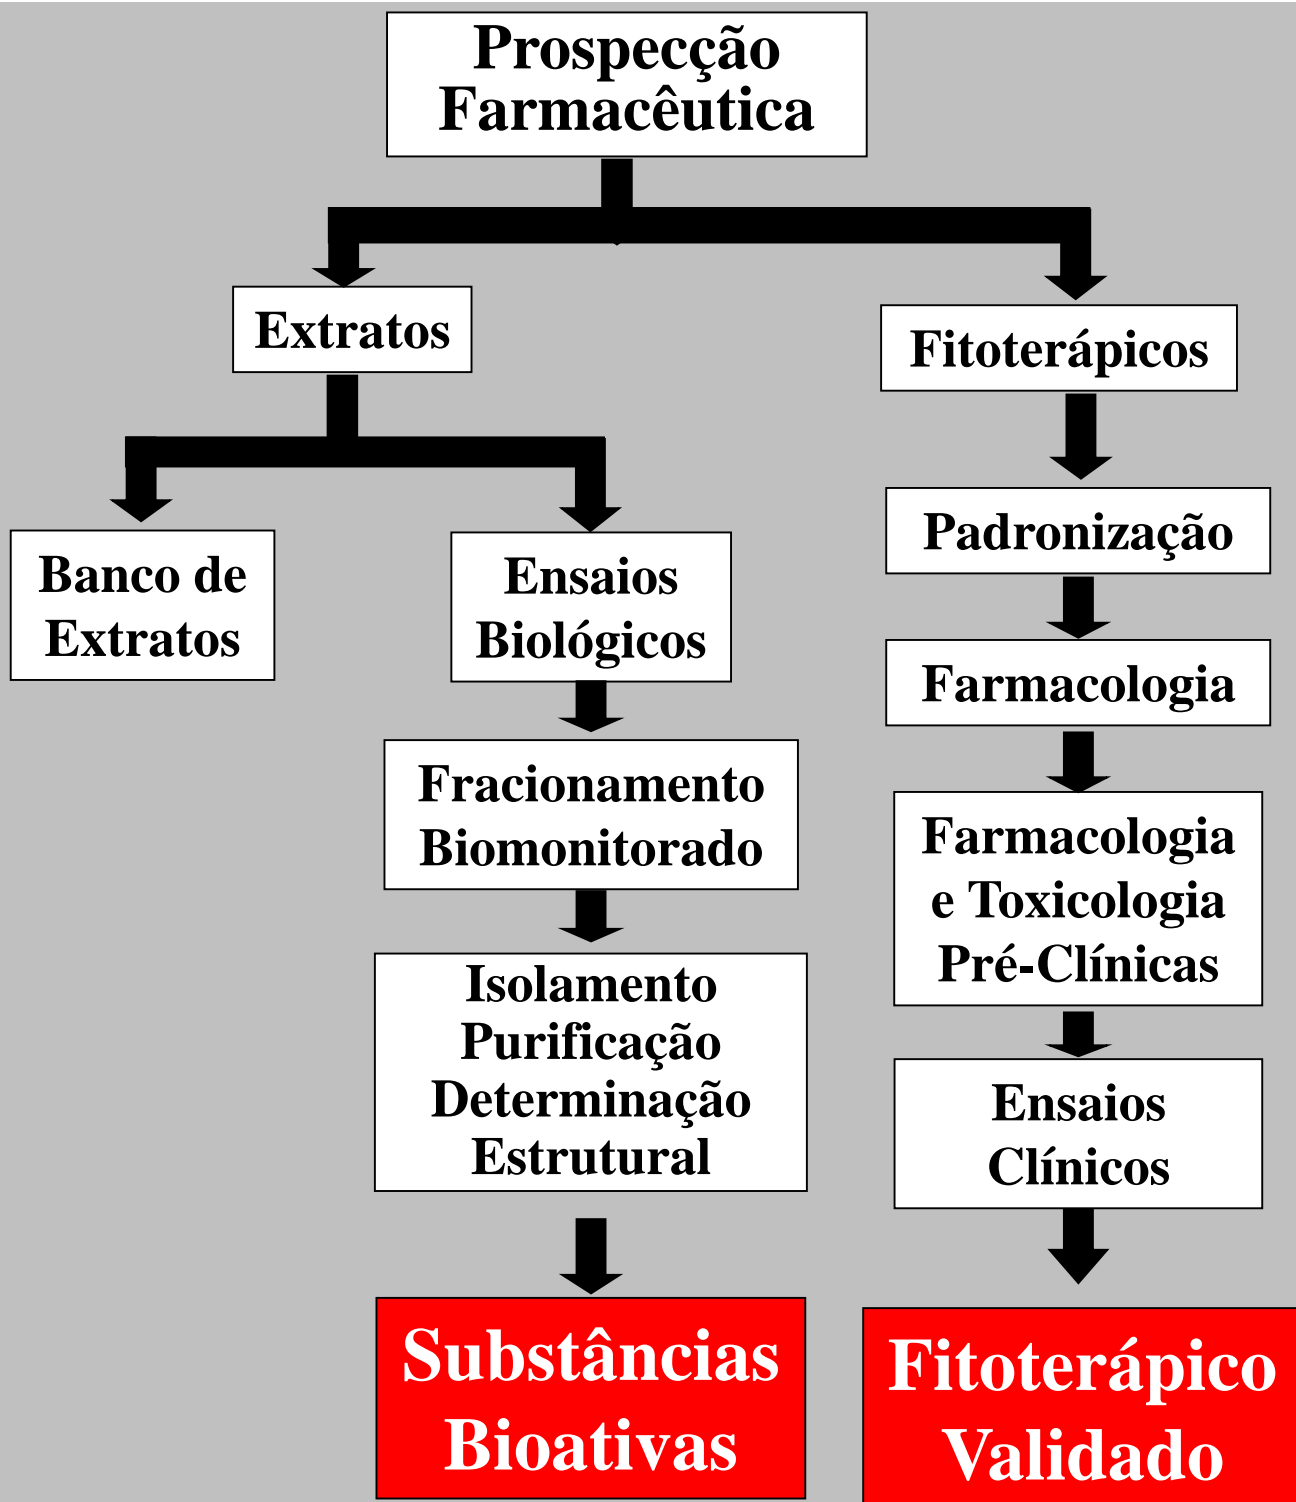 Prospecção
Farmacêutica
Extratos
Fitoterápicos
Banco de
Extratos
Ensaios
Biológicos
Padronização
Farmacologia
Fracionamento
Biomonitorado
Farmacologia
e Toxicologia
Pré-Clínicas
Isolamento
Purificação
Determinação
Estrutural
Ensaios
Clínicos
Substâncias
Bioativas
Fitoterápico
Validado